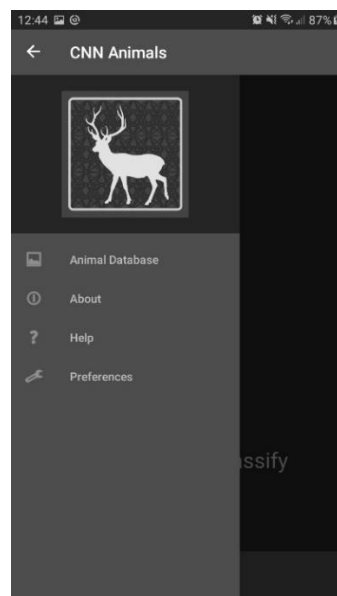 12:44 87%
CNN Animals
Animal Database
About
Help
Preferences
ssify